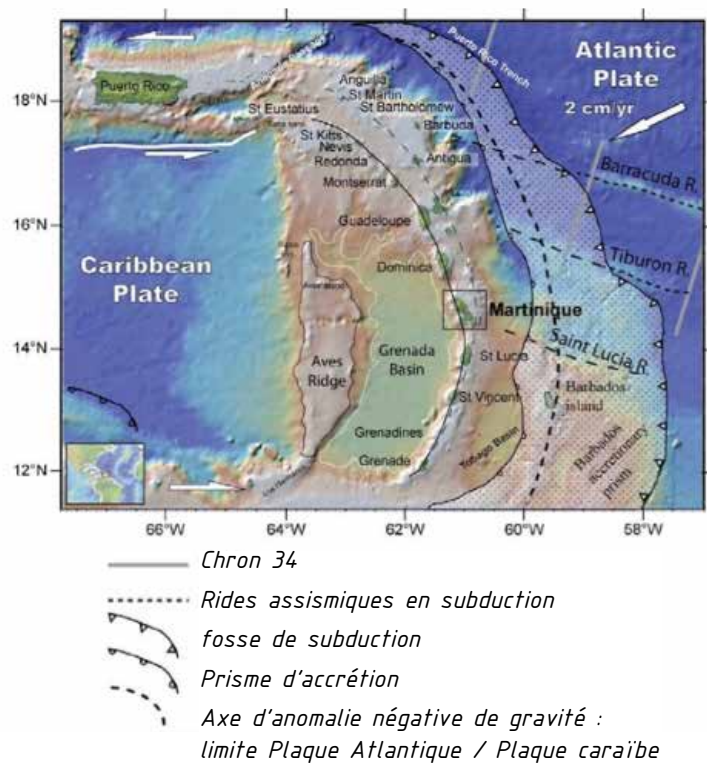 Puerto Rico Trench
Atlantic
Plate
2 cm/yr
18°N
Puerto Rico
Anguilla
St Martin
St Bartholomew
St Eustatius
Barbuda
St Kitts
Nevis
Redonda
Antigua
Barracuda R.
Montserrat
16°N
Guadeloupe
Tiburon R.
Caribbean
Plate
Dominica
Martinique
14°N
Saint Lucia R.
Aves
Ridge
Grenada
Basin
St Lucia
Barbados
island
St Vincent
Grenadines
Tobago Basin
Barbados
accretionary
prism
12°N
Grenade
66°W
64°W
62°W
60°W
58°W
Chron 34
Rides assismiques en subduction
fosse de subduction
Prisme d'accrétion
Axe d'anomalie négative de gravité :
limite Plaque Atlantique / Plaque caraïbe